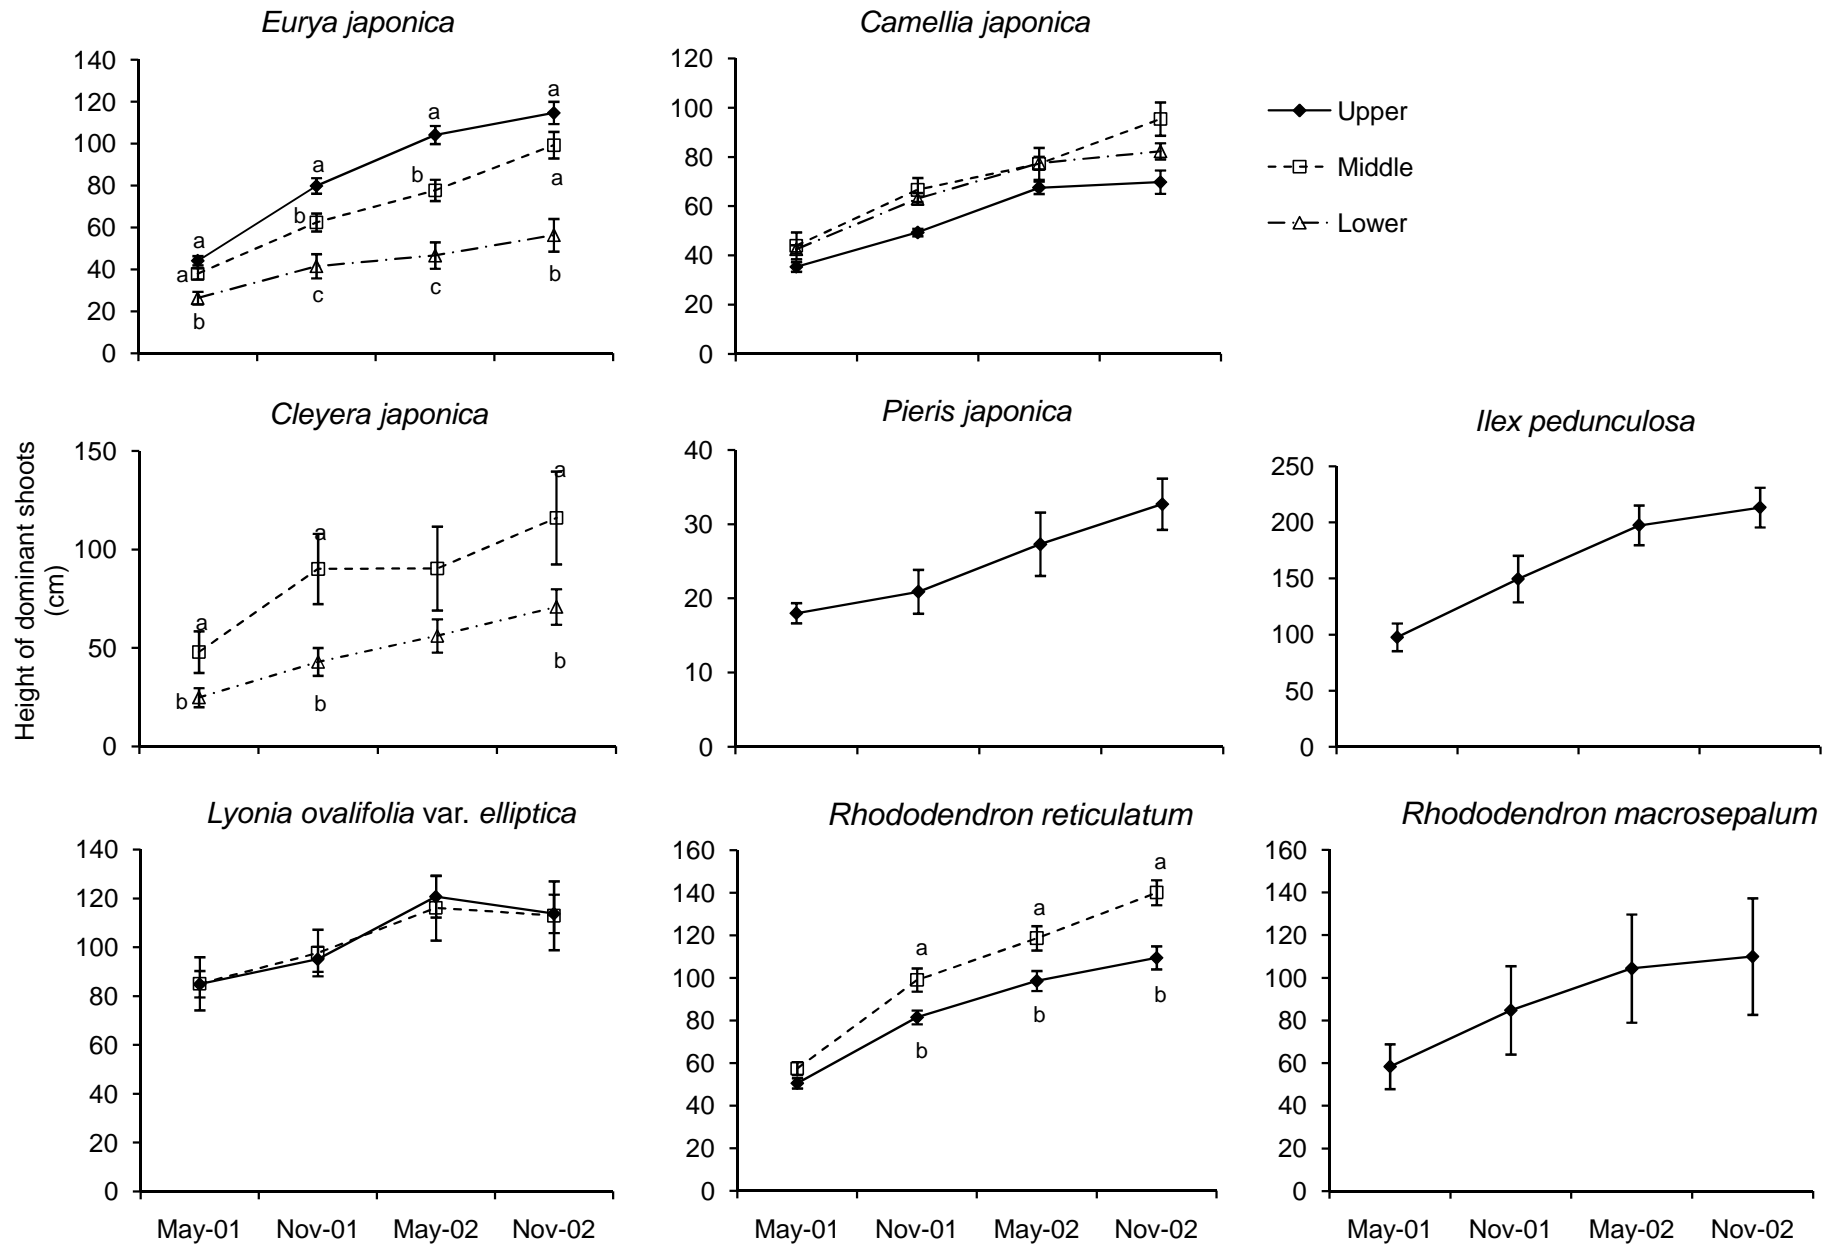 Eurya japonica
140
120
100
80
60
40
20
0
a
a
a
a
a
b
b
a
b
c
c
b
Camellia japonica
120
100
80
60
40
20
0
Upper
Middle
Lower
Height of dominant shoots
(cm)
Cleyera japonica
150
100
50
0
a
a
a
b
b
b
Pieris japonica
40
30
20
10
0
Ilex pedunculosa
250
200
150
100
50
0
Lyonia ovalifolia var. elliptica
140
120
100
80
60
40
20
0
May-01 Nov-01 May-02 Nov-02
Rhododendron reticulatum
160
140
120
100
80
60
40
20
0
a
a
a
b
b
b
May-01 Nov-01 May-02 Nov-02
Rhododendron macrosepalum
160
140
120
100
80
60
40
20
0
May-01 Nov-01 May-02 Nov-02